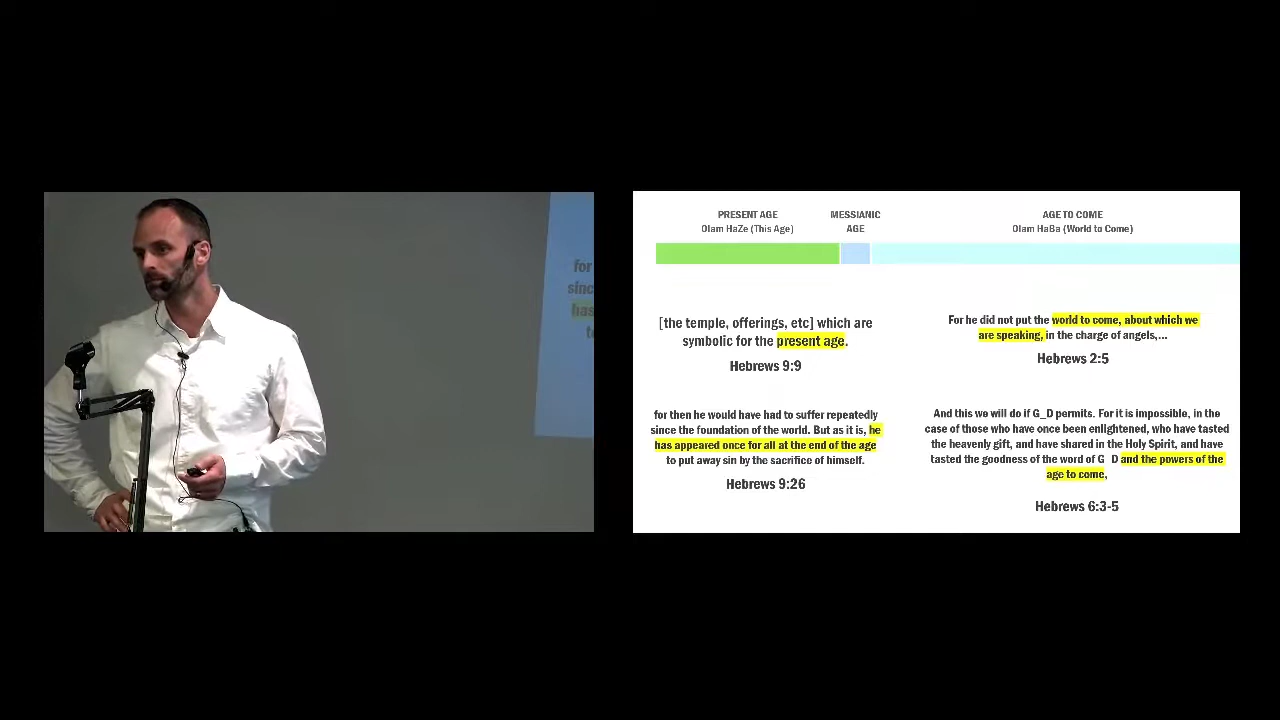 for
sinc
has
PRESENT AGE
Olam HaZe (This Age)
MESSIANIC
AGE
AGE TO COME
Olam HaBa (World to Come)
[the temple, offerings, etc] which are
symbolic for the present age.
Hebrews 9:9
For he did not put the world to come, about which we
are speaking, in the charge of angels,...
Hebrews 2:5
for then he would have had to suffer repeatedly
since the foundation of the world. But as it is, he
has appeared once for all at the end of the age
to put away sin by the sacrifice of himself.
Hebrews 9:26
And this we will do if G_D permits. For it is impossible, in the
case of those who have once been enlightened, who have tasted
the heavenly gift, and have shared in the Holy Spirit, and have
tasted the goodness of the word of G_D and the powers of the
age to come,
Hebrews 6:3-5